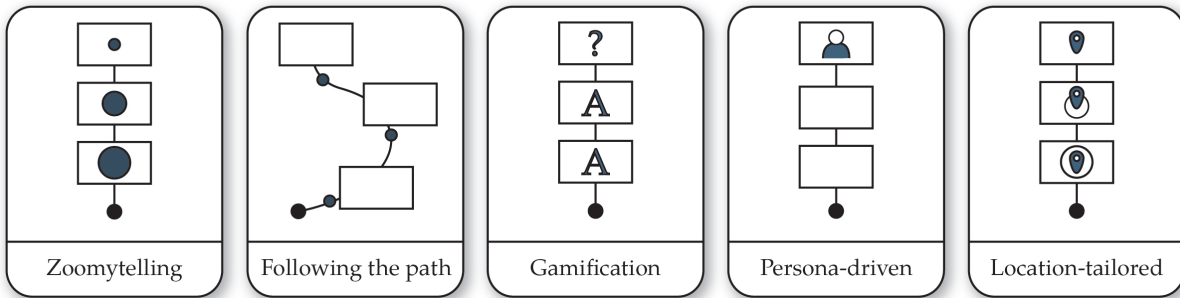 ?
A
A
Zoomytelling
Following the path
Gamification
Persona-driven
Location-tailored